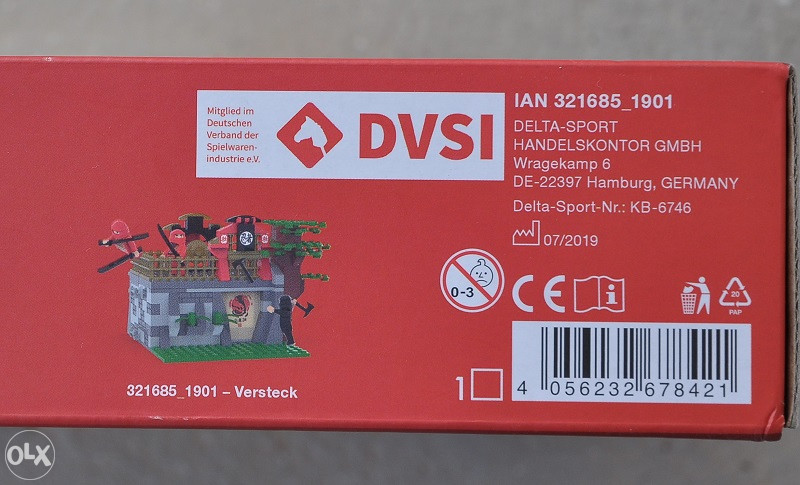 Mitglied im
Deutschen
Verband der
Spielwaren-
industrie e.V.
DVSI
IAN 321685_1901
DELTA-SPORT
HANDELSKONTOR GMBH
Wragekamp 6
DE-22397 Hamburg, GERMANY
Delta-Sport-Nr.: KB-6746
07/2019
0-3
CE
i
20
PAP
321685_1901 – Versteck
1
4 056232 678421
OLX